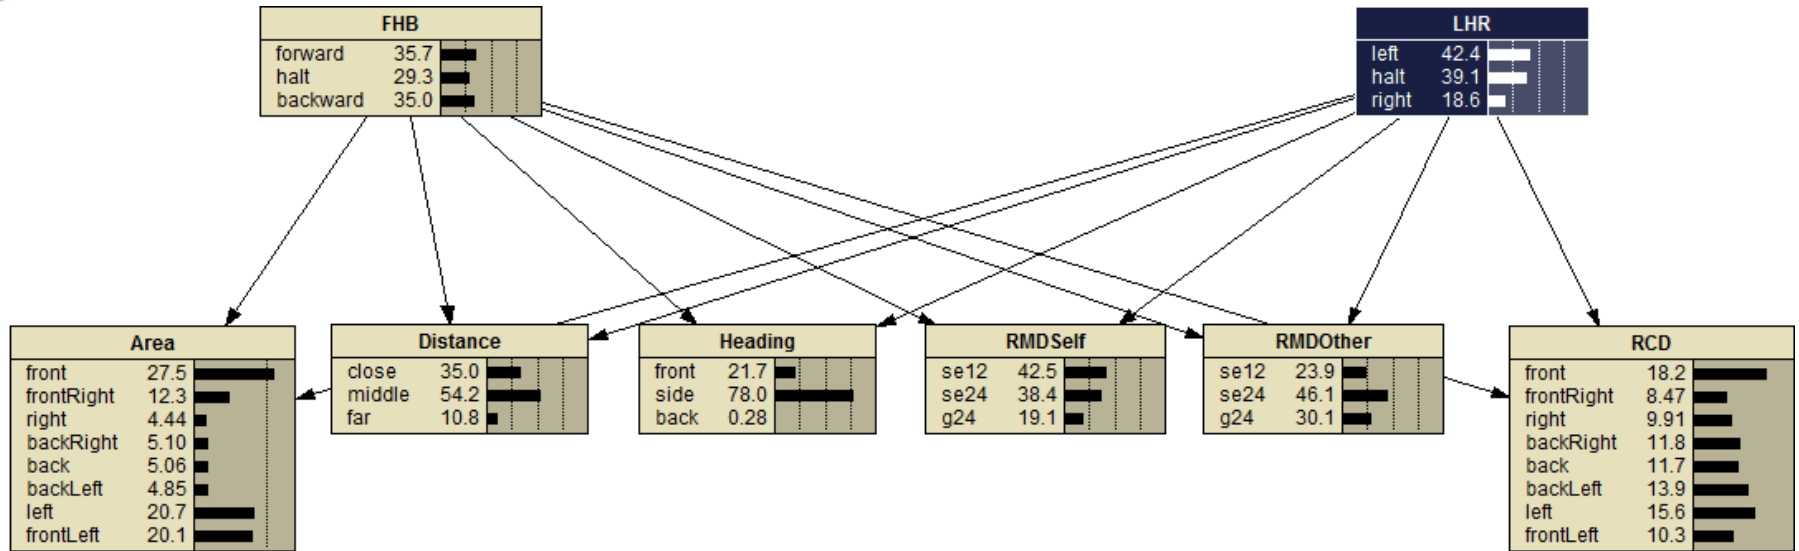 FHB
forward 35.7
halt 29.3
backward 35.0
LHR
left 42.4
halt 39.1
right 18.6
Area
front 27.5
frontRight 12.3
right 4.44
backRight 5.10
back 5.06
backLeft 4.85
left 20.7
frontLeft 20.1
Distance
close 35.0
middle 54.2
far 10.8
Heading
front 21.7
side 78.0
back 0.28
RMDSelf
se12 42.5
se24 38.4
g24 19.1
RMDOther
se12 23.9
se24 46.1
g24 30.1
RCD
front 18.2
frontRight 8.47
right 9.91
backRight 11.8
back 11.7
backLeft 13.9
left 15.6
frontLeft 10.3